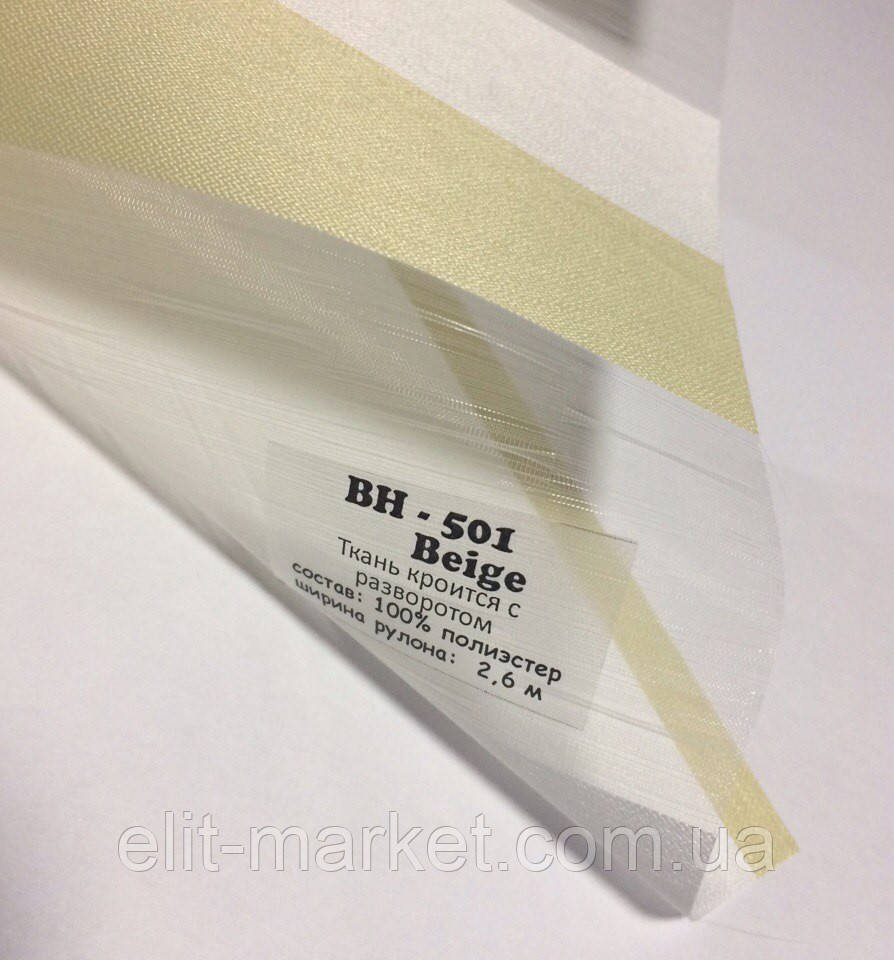 BH - 501
Beige
Ткань кроится с
разворотом
состав: 100% полиэстер
ширина рулона: 2,6 м
elit-market.com.ua